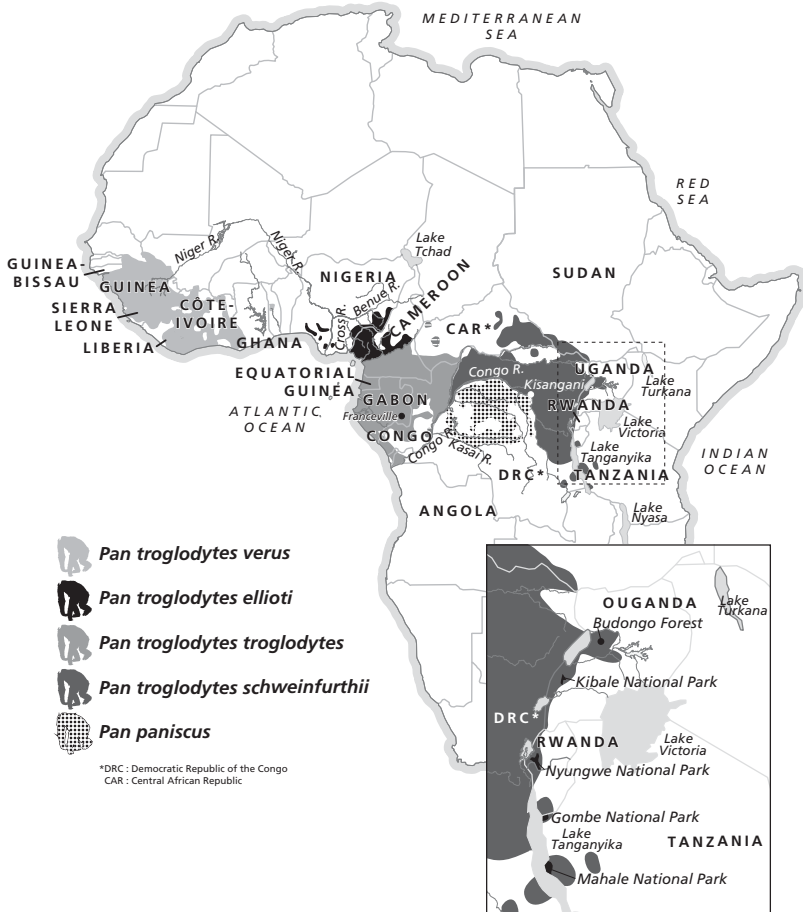 MEDITERRANEAN
SEA
RED
SEA
Lake
Tchad
Niger R.
Niger R.
GUINEA-
BISSAU
GUINEA
SIERRA
LEONE
LIBERIA
CÔTE-
IVOIRE
GHANA
NIGERIA
Benue R.
Cross R.
CAMEROON
SUDAN
CAR*
EQUATORIAL
GUINEA
GABON
Franceville
CONGO
ATLANTIC
OCEAN
Congo R.
Kisangani
UGANDA
Lake
Turkana
RWANDA
Lake
Victoria
Lake
Tanganyika
TANZANIA
Congo R.
Kasai R.
DRC*
INDIAN
OCEAN
ANGOLA
Lake
Nyasa
Pan troglodytes verus
Pan troglodytes ellioti
Pan troglodytes troglodytes
Pan troglodytes schweinfurthii
Pan paniscus
*DRC : Democratic Republic of the Congo
CAR : Central African Republic
OUGANDA
Budongo Forest
Lake
Turkana
Kibale National Park
DRC*
RWANDA
Lake
Victoria
Nyungwe National Park
Gombe National Park
Lake
Tanganyika
TANZANIA
Mahale National Park